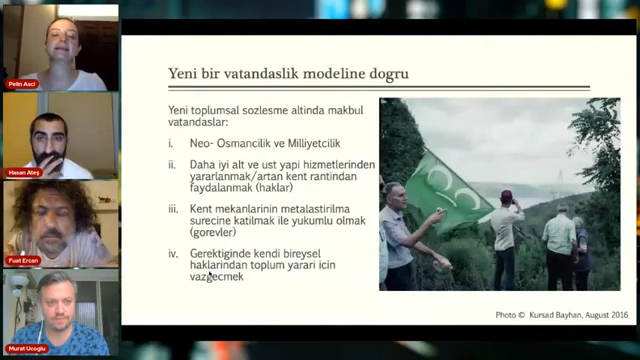 Pelin Asci
Hasan Ateş
Fuat Ercan
Murat Ucoglu
Yeni bir vatandaslik modeline dogru
Yeni toplumsal sozlesme altinda makbul
vatandaslar:
i. Neo- Osmancilik ve Milliyetcilik
ii. Daha iyi alt ve ust yapi hizmetlerinden
yararlanmak/artan kent rantindan
faydalanmak (haklar)
iii. Kent mekanlarinin metalastirilma
surecine katilmak ile yukumlu olmak
(gorevler)
iv. Gerektiginde kendi bireysel
haklarindan toplum yarari icin
vazgecmek
Photo © Kursad Bayhan, August 2016